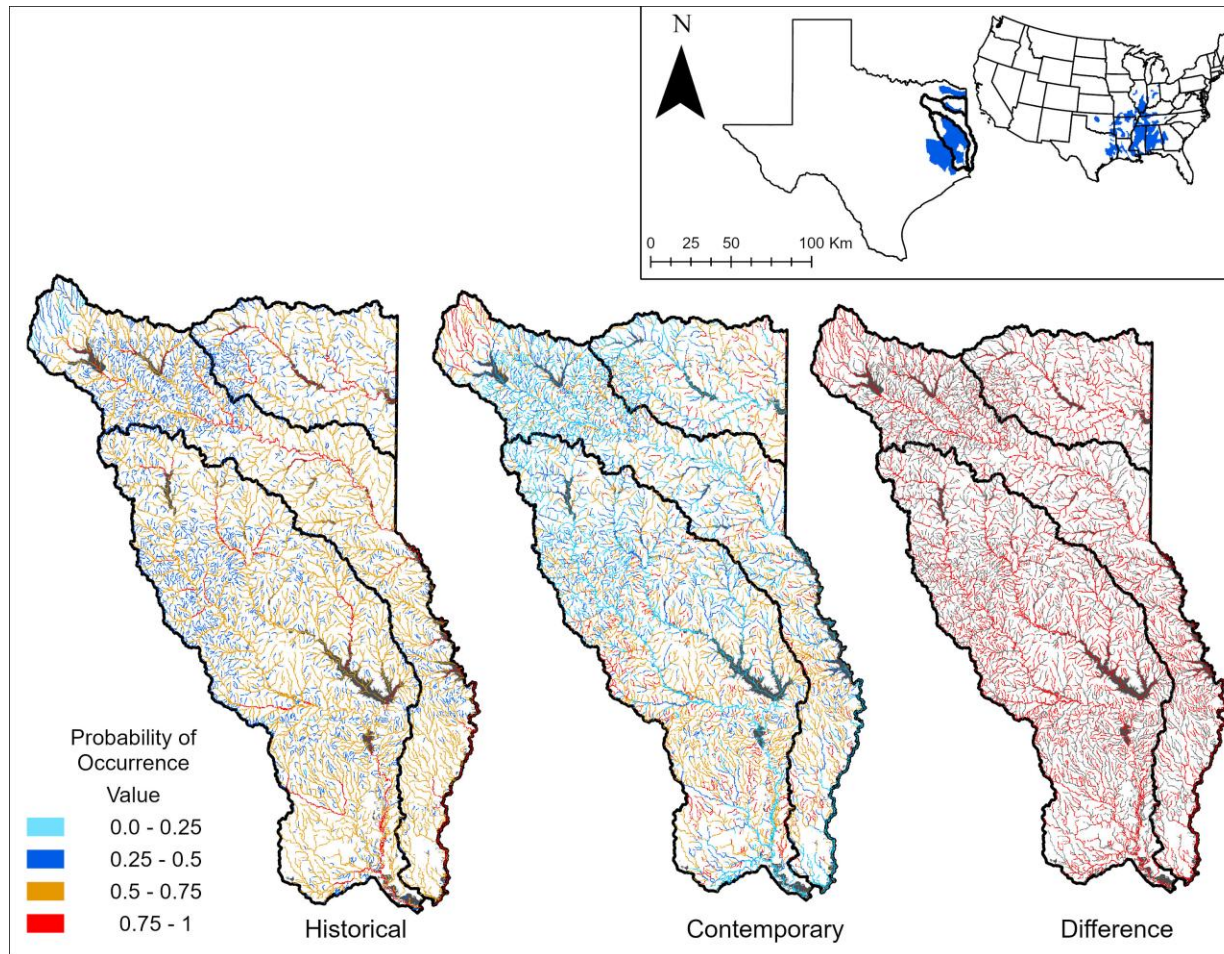 N
0 25 50 100 Km
Probability of
Occurrence
Value
0.0 - 0.25
0.25 - 0.5
0.5 - 0.75
0.75 - 1
Historical
Contemporary
Difference